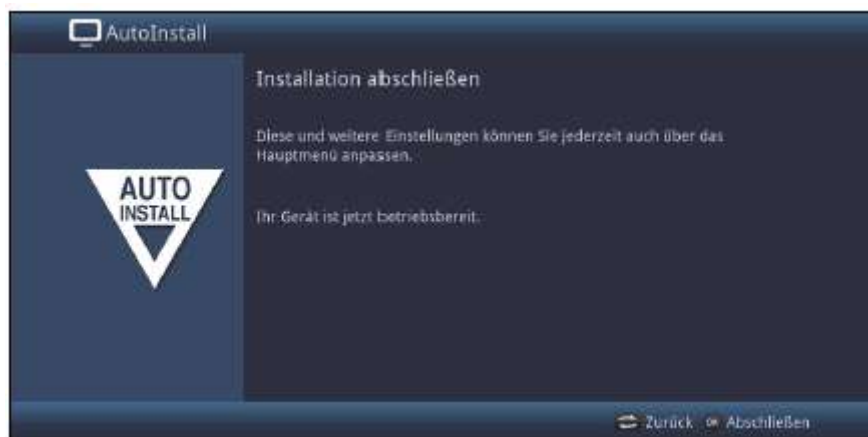 AutoInstall
Installation abschließen
Diese und weitere Einstellungen können Sie jederzeit auch über das
Hauptmenü anpassen.
AUTO
INSTALL
Ihr Gerät ist jetzt betriebsbereit.
Zurück OK Abschließen